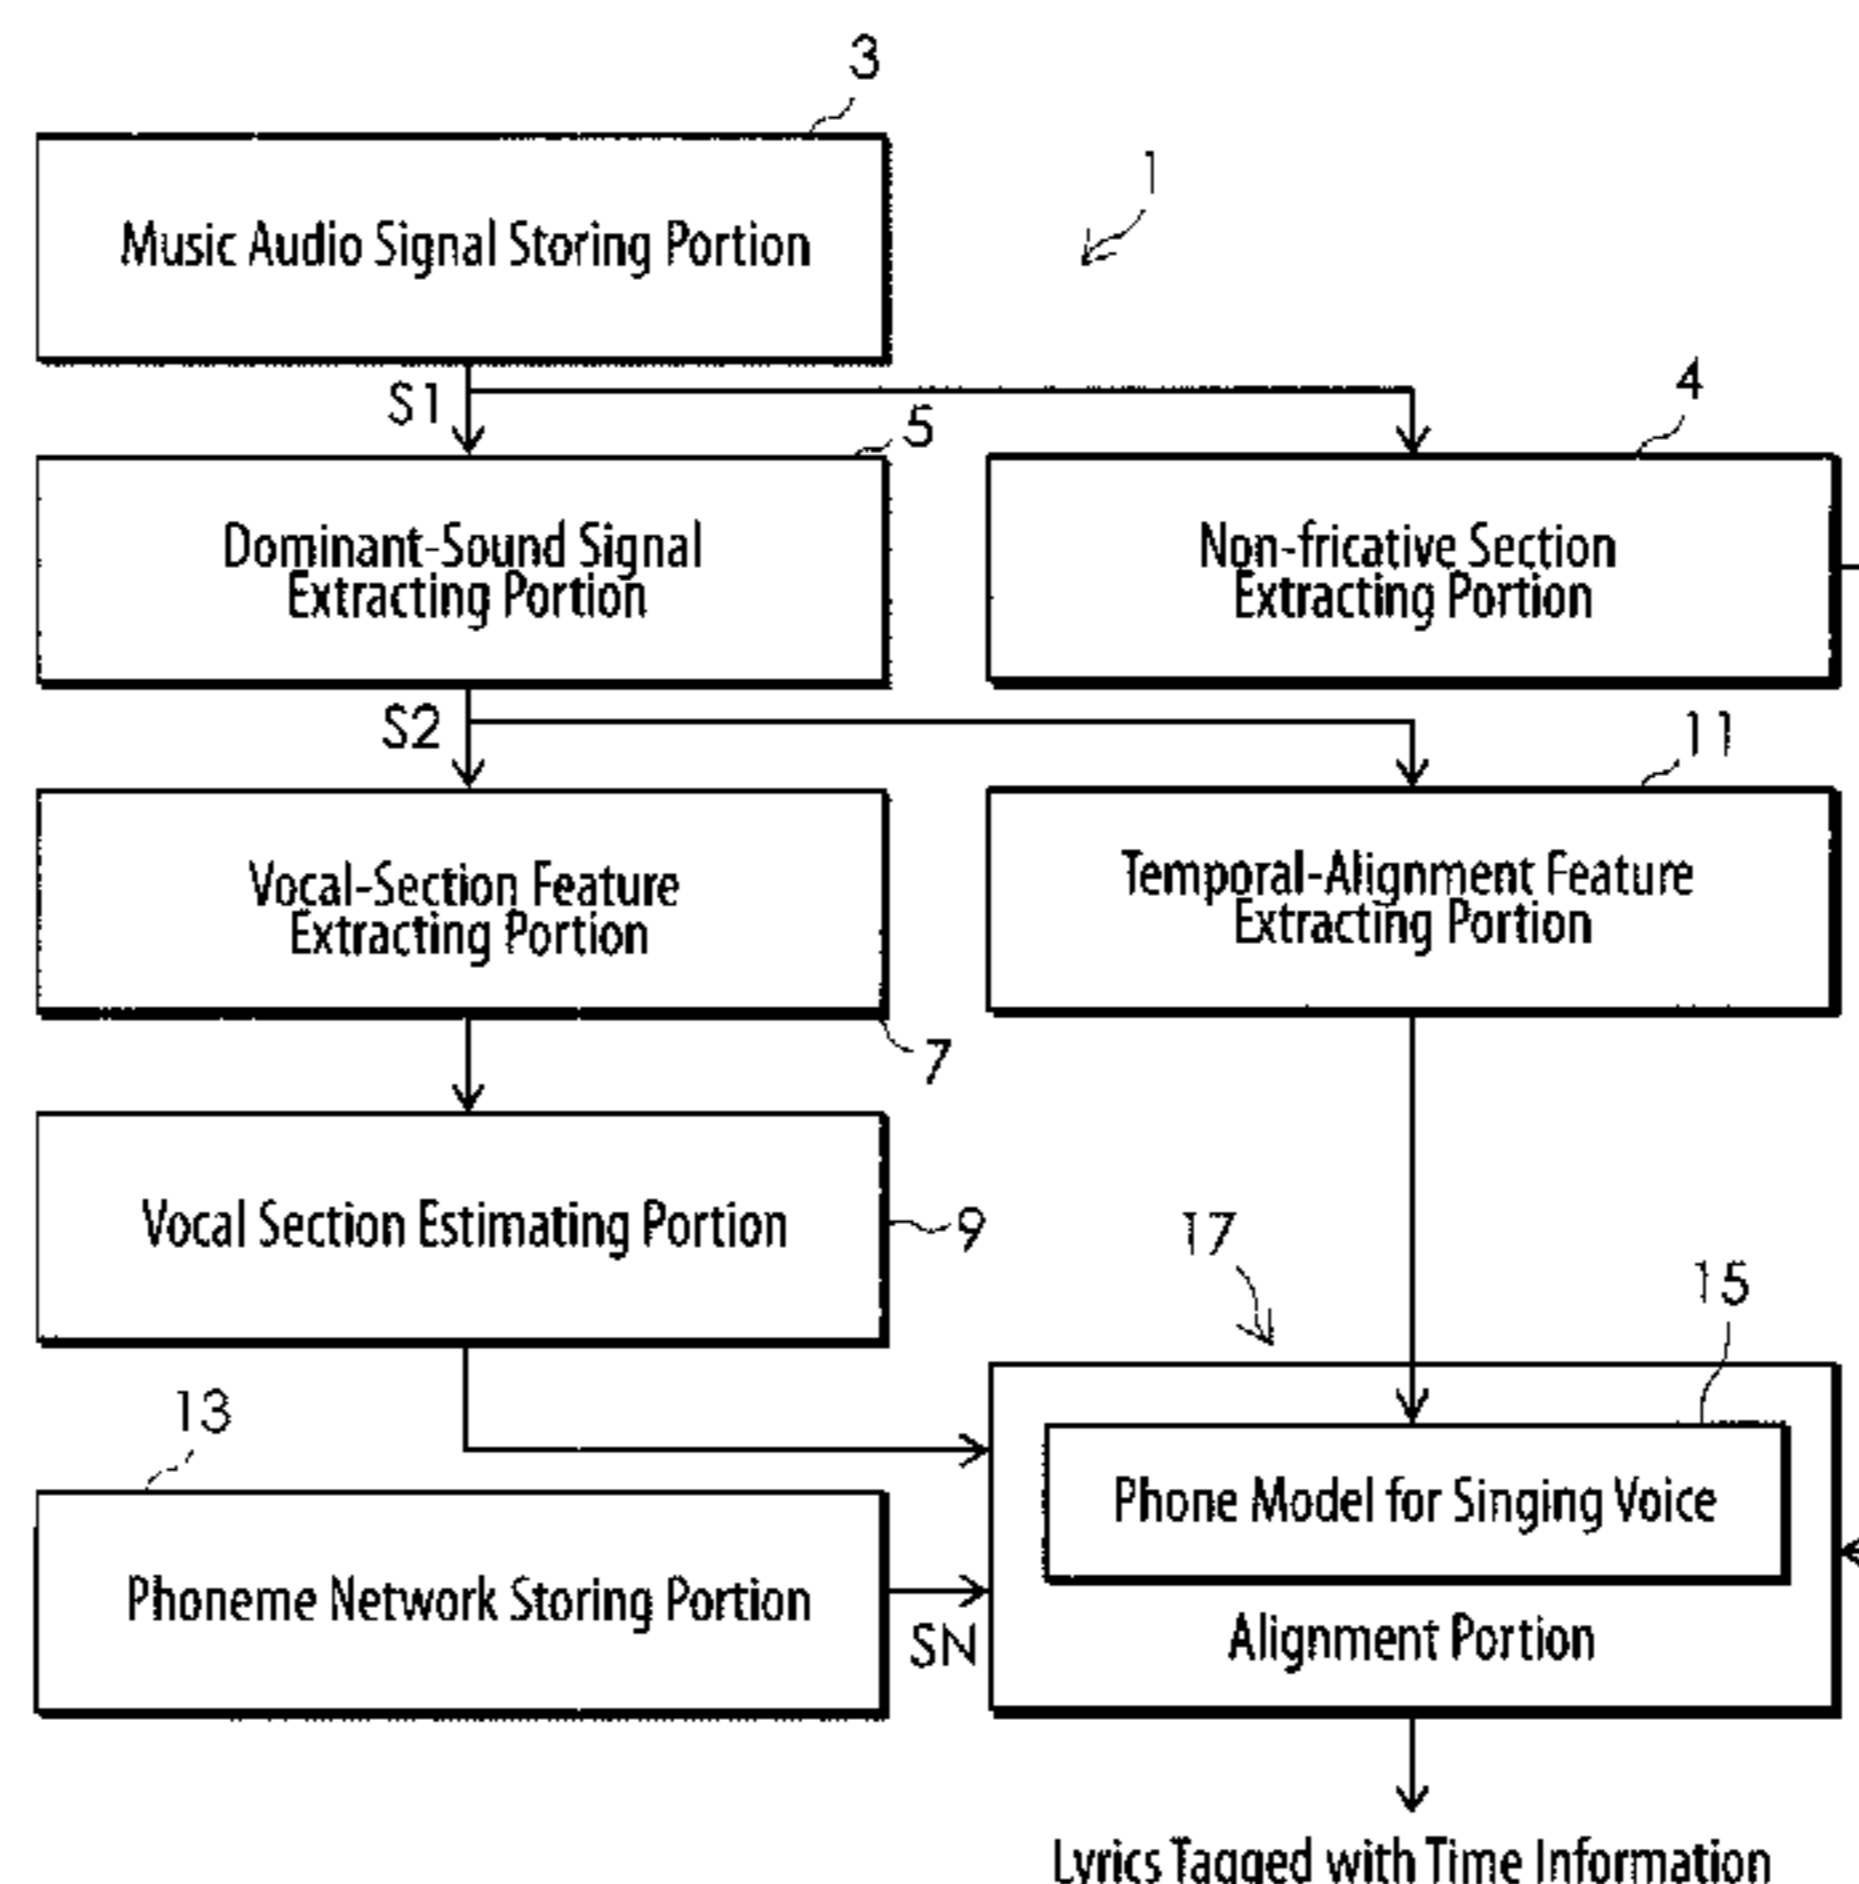 3
1
Music Audio Signal Storing Portion
S1
4
5
Dominant-Sound Signal
Extracting Portion
Non-fricative Section
Extracting Portion
S2
11
Vocal-Section Feature
Extracting Portion
Temporal-Alignment Feature
Extracting Portion
7
Vocal Section Estimating Portion
9
17
15
13
Phone Model for Singing Voice
Phoneme Network Storing Portion
SN
Alignment Portion
Lyrics Tagged with Time Information